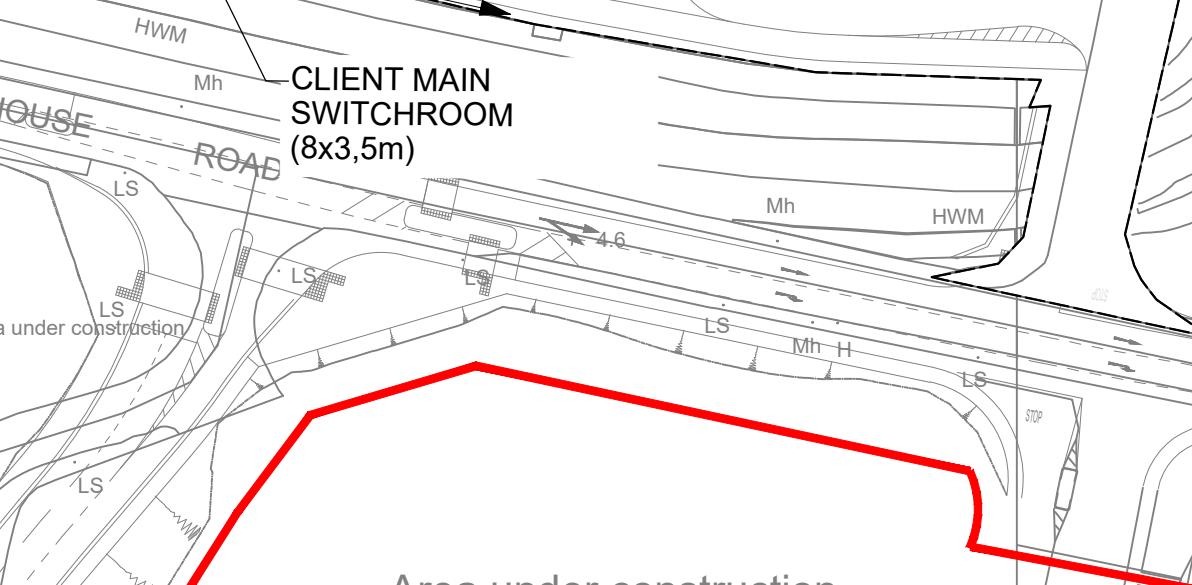 HWM
Mh
CLIENT MAIN
SWITCHROOM
(8x3,5m)
HOUSE
ROAD
LS
Mh
HWM
4.6
LS
LS
LS
STOP
a under construction
LS
Mh H
LS
STOP
LS
Area under construction